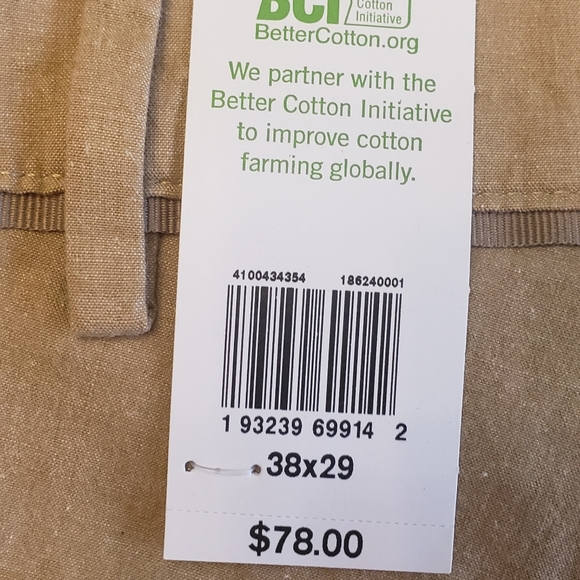 BCI Cotton
Initiative
BetterCotton.org
We partner with the
Better Cotton Initiative
to improve cotton
farming globally.
4100434354 186240001
1 93239 69914 2
38x29
$78.00